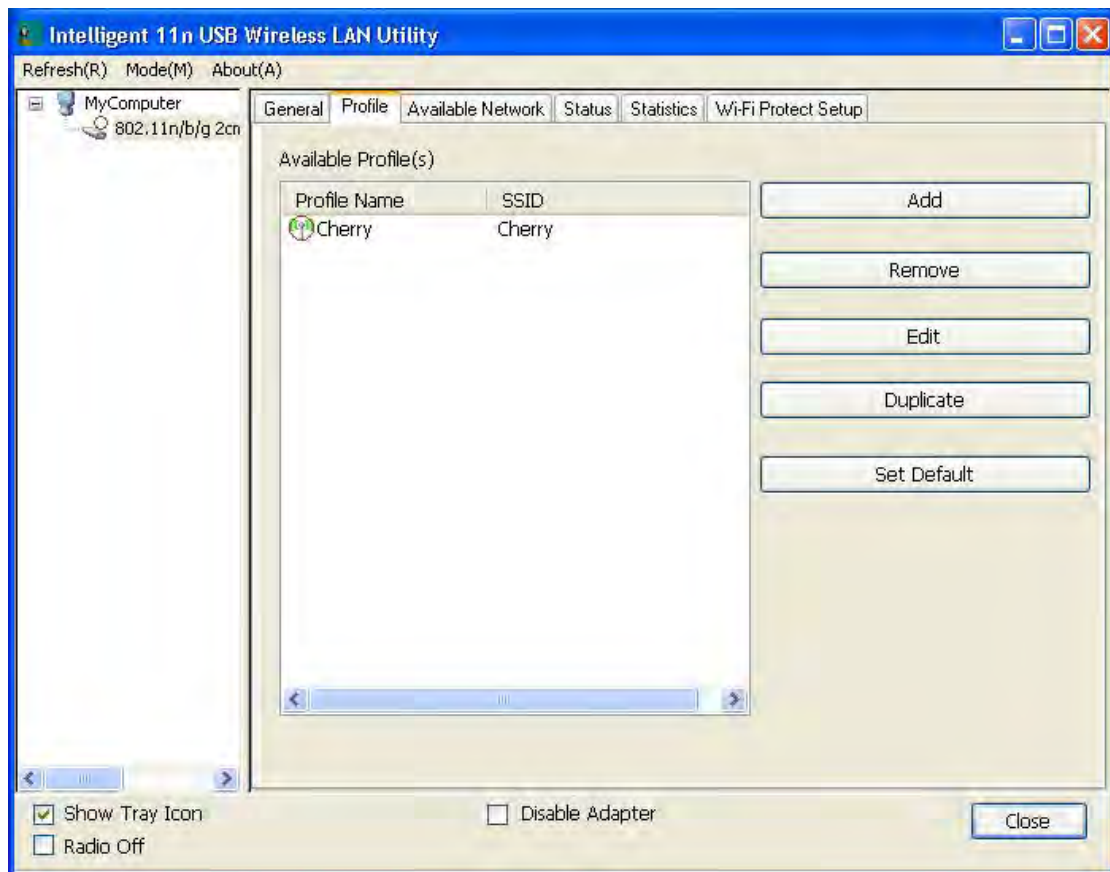 Intelligent 11n USB Wireless LAN Utility
Refresh(R) Mode(M) About(A)
MyComputer
802.11n/b/g 2cn
General Profile Available Network Status Statistics Wi-Fi Protect Setup
Available Profile(s)
Profile Name SSID
Cherry Cherry
Add
Remove
Edit
Duplicate
Set Default
Show Tray Icon
Disable Adapter
Radio Off
Close